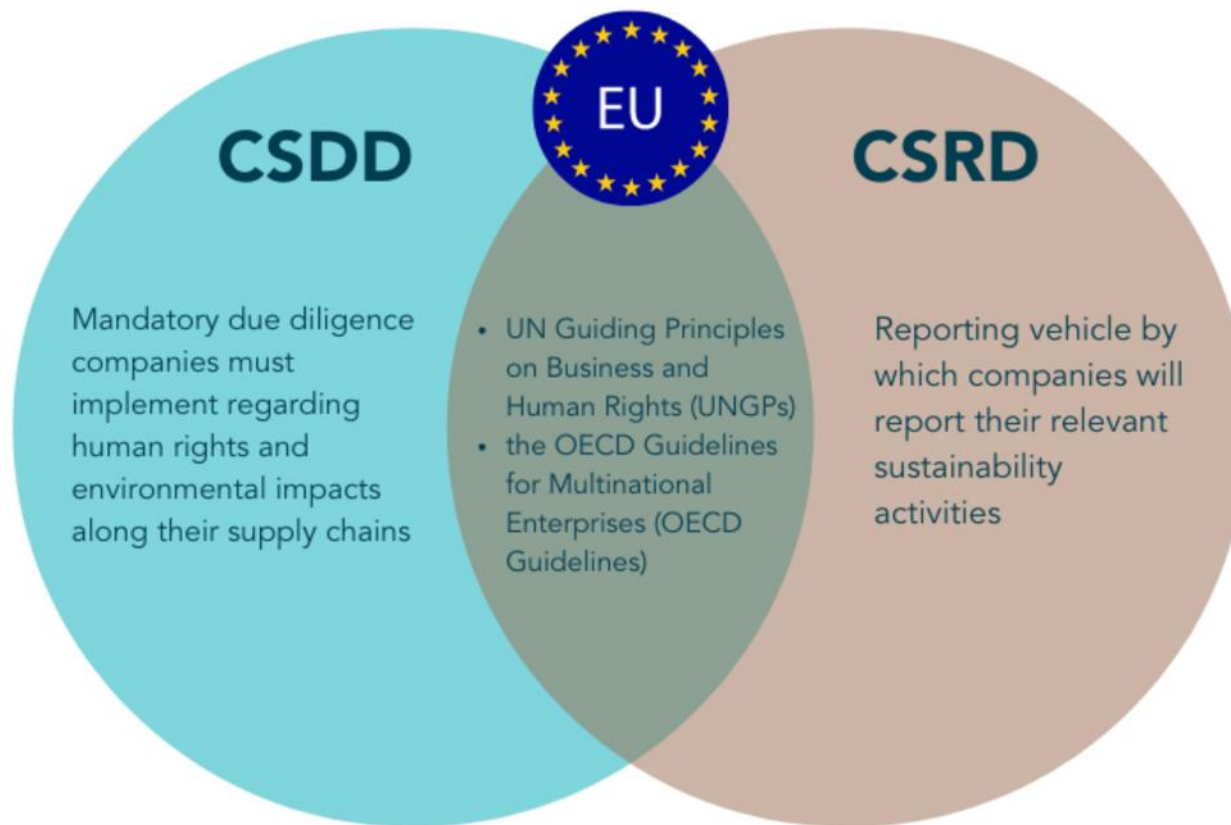 EU
CSDD
Mandatory due diligence
companies must
implement regarding
human rights and
environmental impacts
along their supply chains
• UN Guiding Principles
on Business and
Human Rights (UNGPs)
• the OECD Guidelines
for Multinational
Enterprises (OECD
Guidelines)
CSRD
Reporting vehicle by
which companies will
report their relevant
sustainability
activities